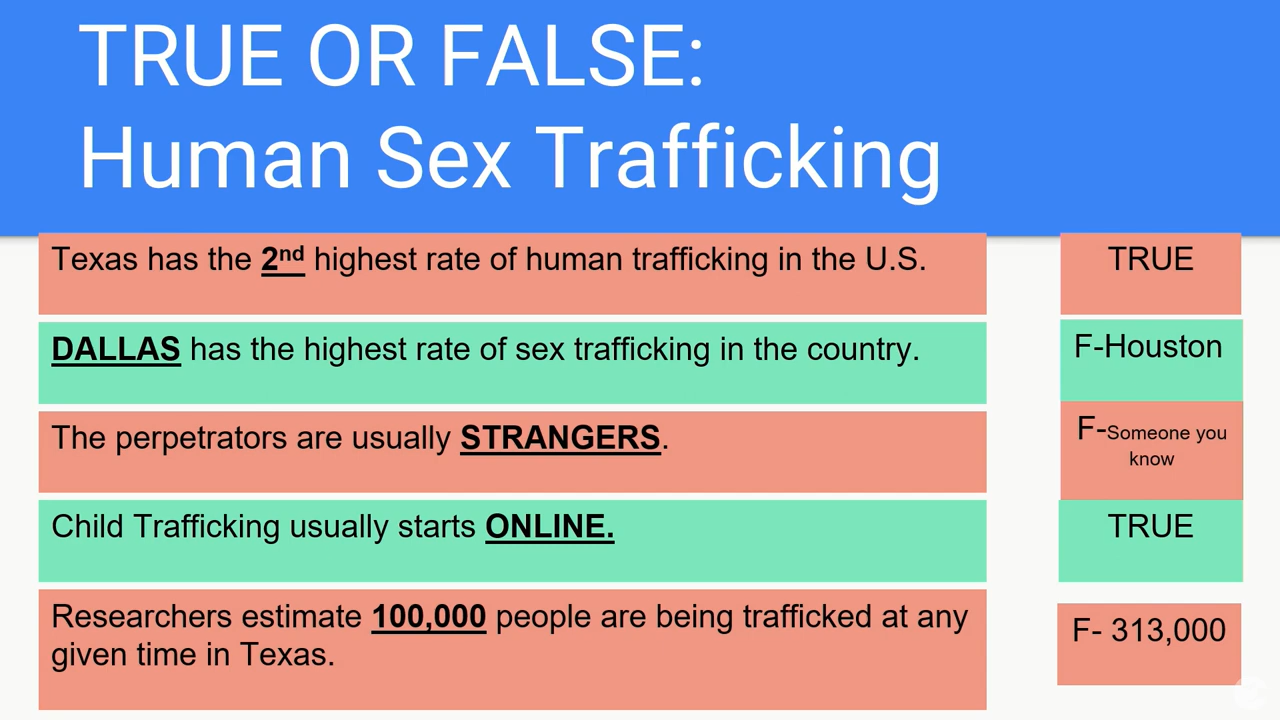 TRUE OR FALSE:
Human Sex Trafficking
Texas has the 2nd highest rate of human trafficking in the U.S.
TRUE
DALLAS has the highest rate of sex trafficking in the country.
F-Houston
The perpetrators are usually STRANGERS.
F-Someone you
know
Child Trafficking usually starts ONLINE.
TRUE
Researchers estimate 100,000 people are being trafficked at any
given time in Texas.
F- 313,000